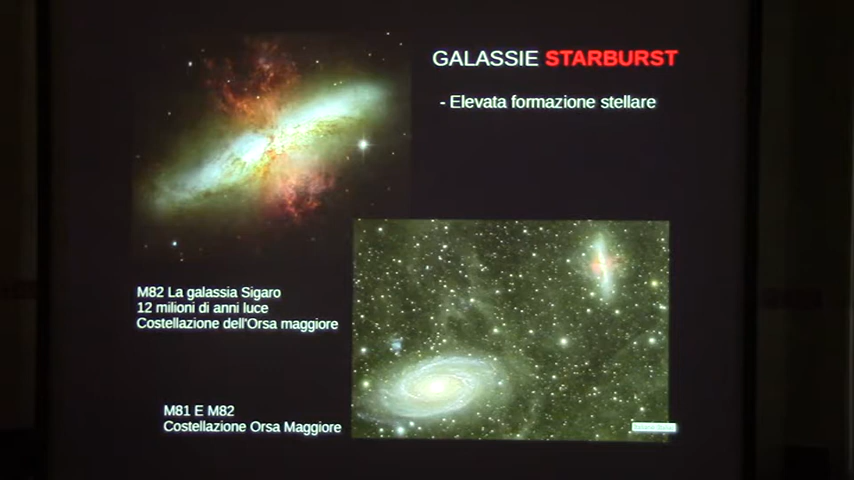 GALASSIE STARBURST
- Elevata formazione stellare
M82 La galassia Sigaro
12 milioni di anni luce
Costellazione dell'Orsa maggiore
M81 E M82
Costellazione Orsa Maggiore